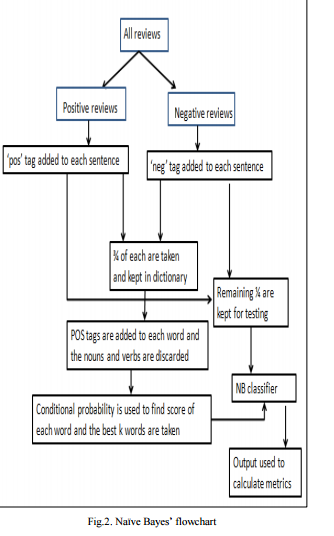 All reviews
Positive reviews
Negative reviews
'pos' tag added to each sentence
'neg' tag added to each sentence
¾ of each are taken
and kept in dictionary
Remaining ¼ are
kept for testing
POS tags are added to each word and
the nouns and verbs are discarded
NB classifier
Conditional probability is used to find score of
each word and the best k words are taken
Output used to
calculate metrics
Fig.2. Naïve Bayes' flowchart